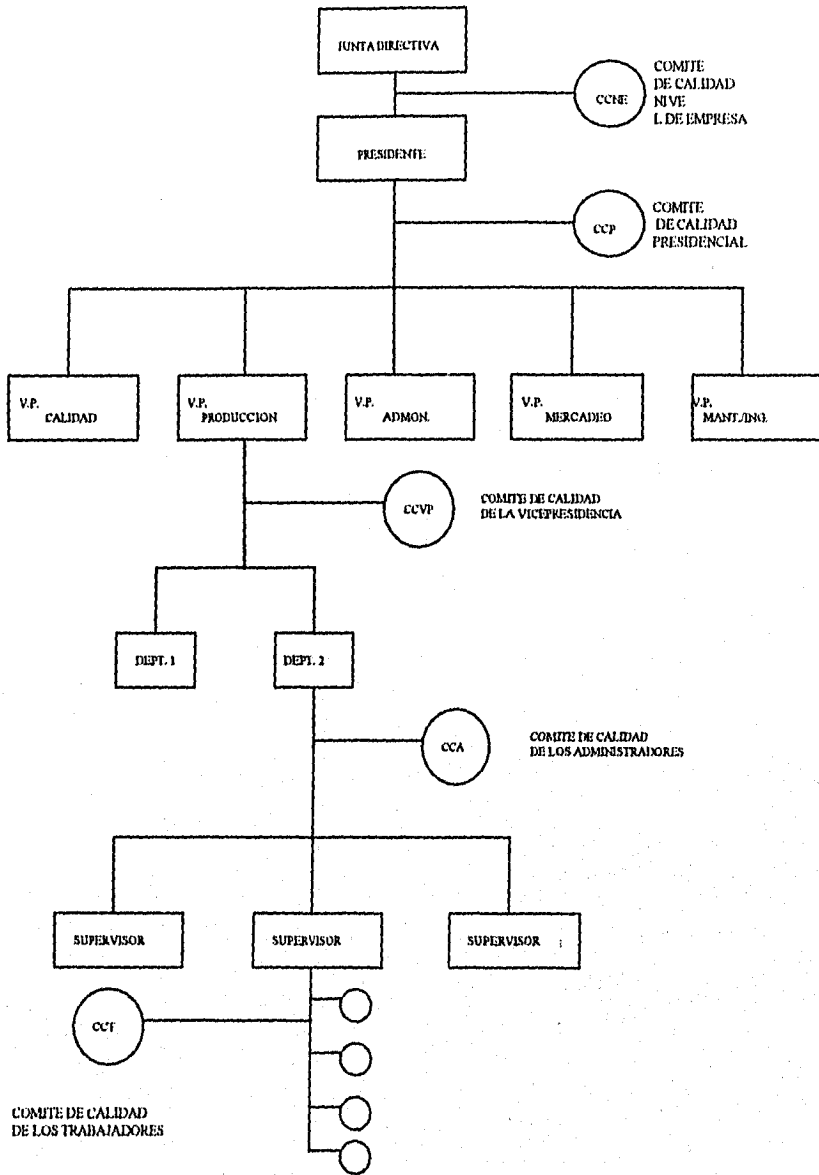 JUNTA DIRECTIVA
COMITE
DE CALIDAD
NIVE
L DE EMPRESA
CCNE
PRESIDENTE
COMITE
DE CALIDAD
PRESIDENCIAL
CCP
V.P.
CALIDAD
V.P.
PRODUCCION
V.P.
ADMON.
V.P.
MERCADEO
V.P.
MANT./ING.
CCVP
COMITE DE CALIDAD
DE LA VICEPRESIDENCIA
DEPT. 1
DEPT. 2
CCA
COMITE DE CALIDAD
DE LOS ADMINISTRADORES
SUPERVISOR
SUPERVISOR
SUPERVISOR
CCT
COMITE DE CALIDAD
DE LOS TRABAJADORES